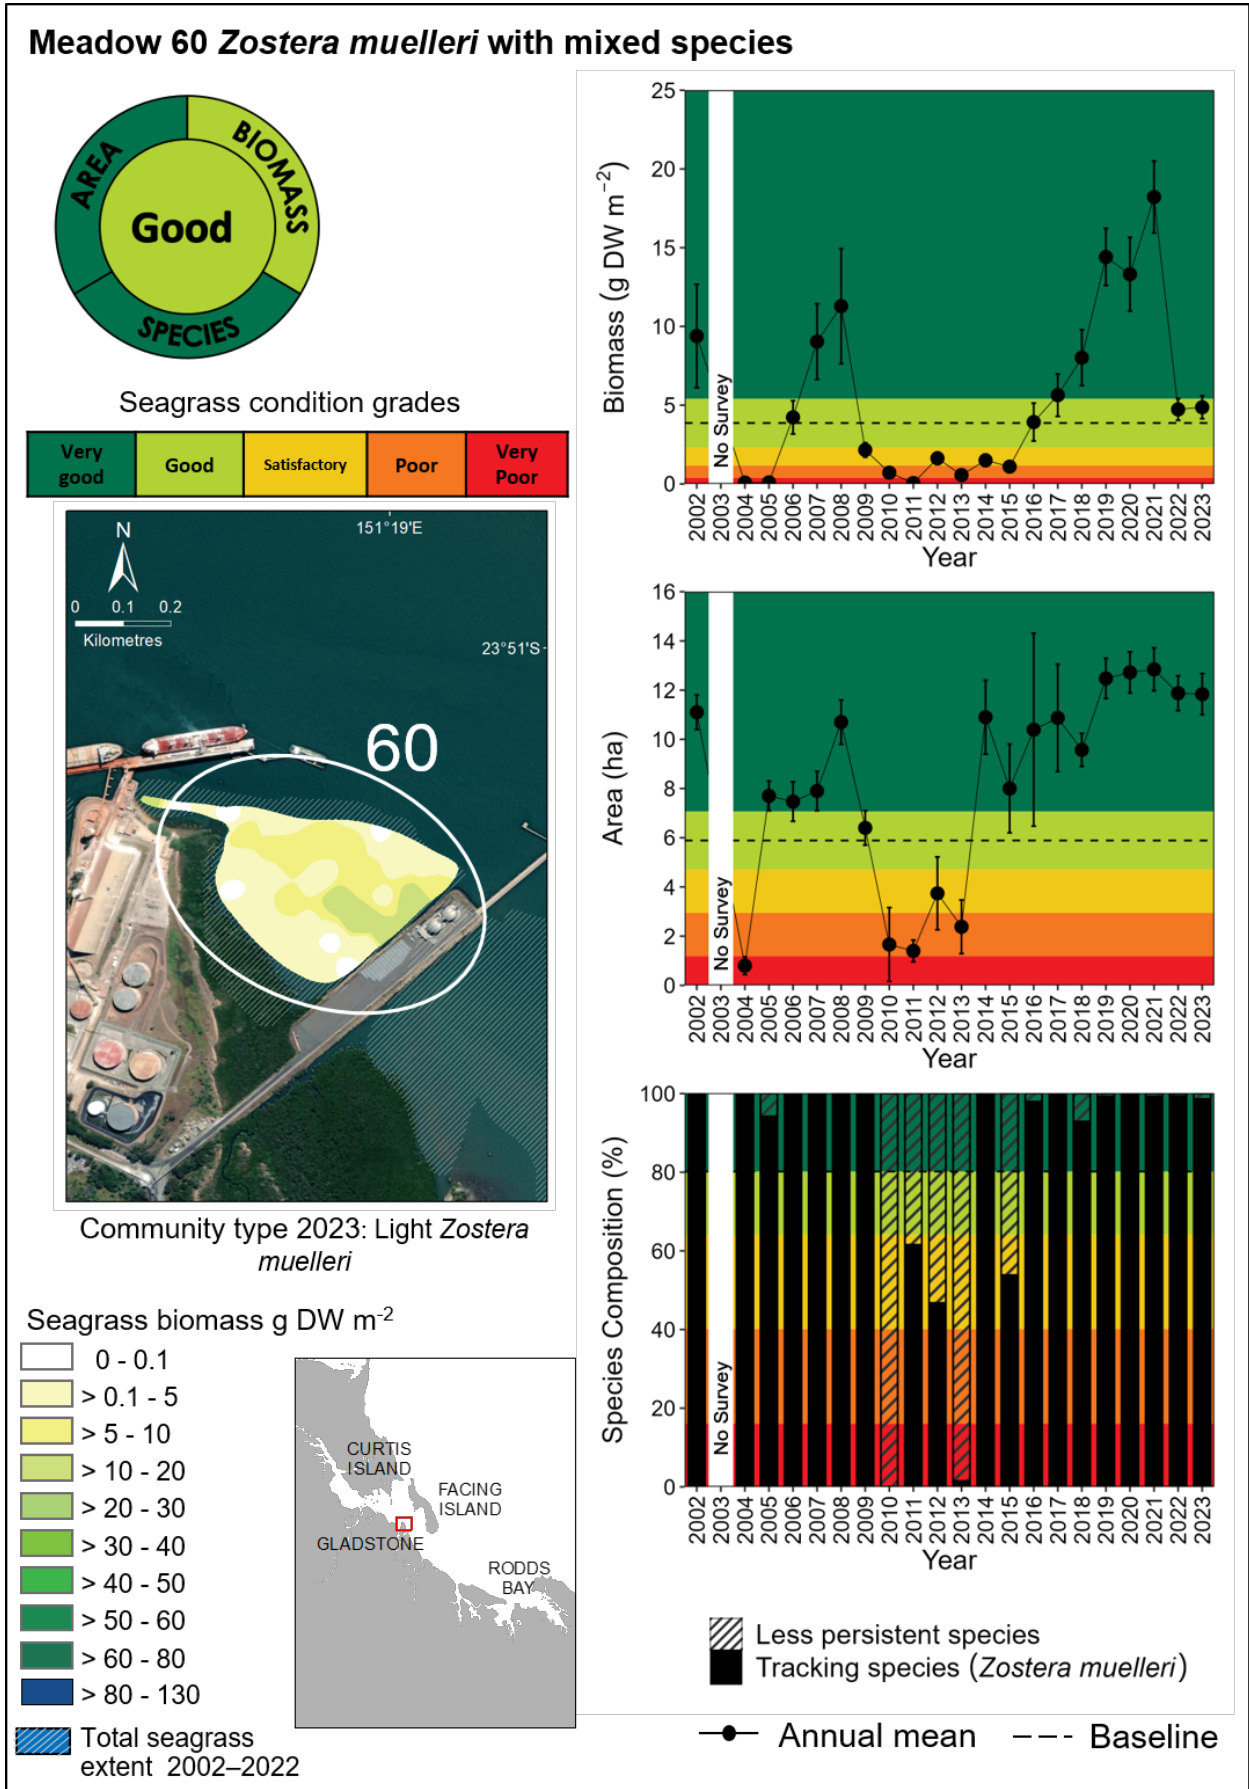 Meadow 60 Zostera muelleri with mixed species
AREA
BIOMASS
SPECIES
Good
Seagrass condition grades
Very good
Good
Satisfactory
Poor
Very Poor
N
0 0.1 0.2
Kilometres
151°19'E
23°51'S
60
Community type 2023: Light Zostera
muelleri
Seagrass biomass g DW m-2
0 - 0.1
> 0.1 - 5
> 5 - 10
> 10 - 20
> 20 - 30
> 30 - 40
> 40 - 50
> 50 - 60
> 60 - 80
> 80 - 130
Total seagrass
extent 2002–2022
CURTIS
ISLAND
FACING
ISLAND
GLADSTONE
RODDS
BAY
Biomass (g DW m−2)
25
20
15
10
5
0
No Survey
2002 2003 2004 2005 2006 2007 2008 2009 2010 2011 2012 2013 2014 2015 2016 2017 2018 2019 2020 2021 2022 2023
Year
Area (ha)
16
14
12
10
8
6
4
2
0
No Survey
2002 2003 2004 2005 2006 2007 2008 2009 2010 2011 2012 2013 2014 2015 2016 2017 2018 2019 2020 2021 2022 2023
Year
Species Composition (%)
100
80
60
40
20
0
No Survey
2002 2003 2004 2005 2006 2007 2008 2009 2010 2011 2012 2013 2014 2015 2016 2017 2018 2019 2020 2021 2022 2023
Year
Less persistent species
Tracking species (Zostera muelleri)
Annual mean
Baseline